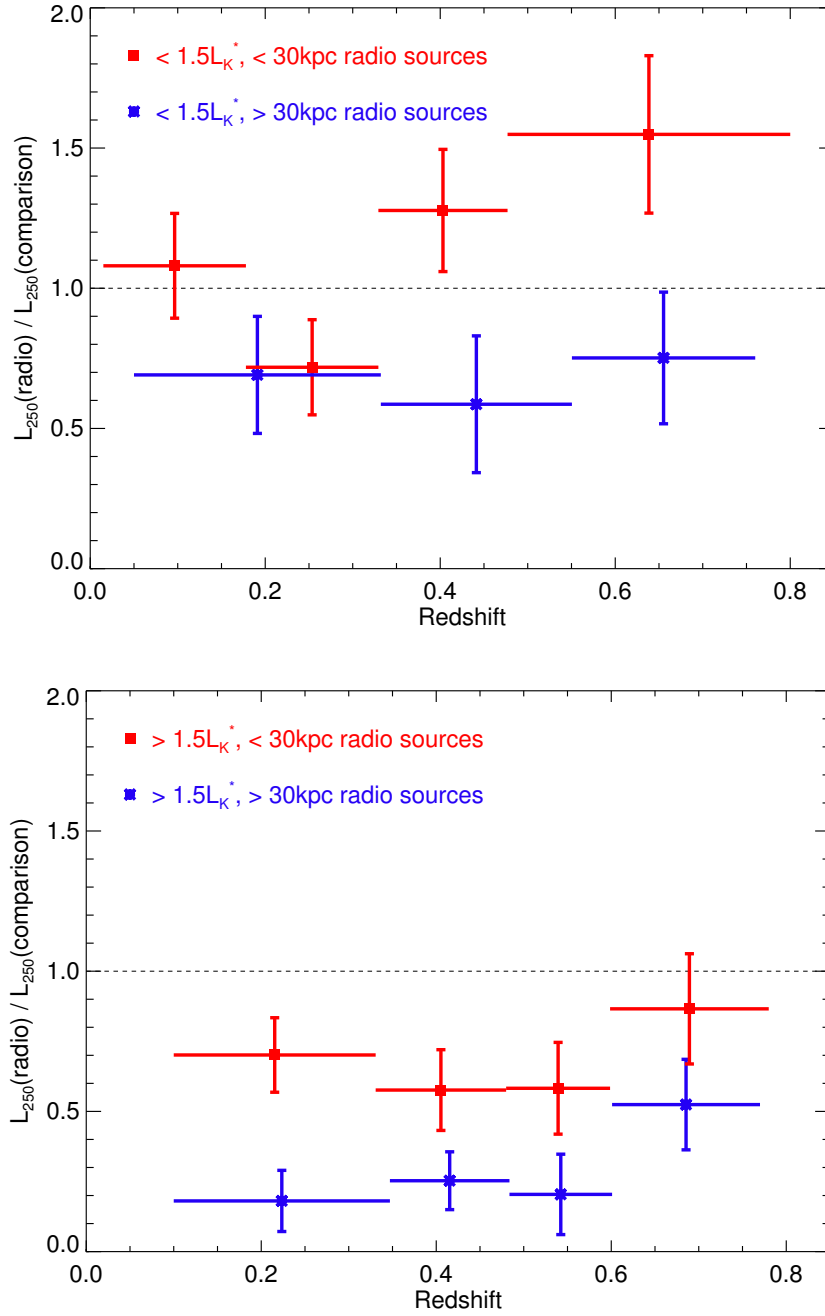 2.0
< 1.5L_K^*, < 30kpc radio sources
< 1.5L_K^*, > 30kpc radio sources
1.5
1.0
0.5
0.0
L_250(radio) / L_250(comparison)
0.0 0.2 0.4 0.6 0.8
Redshift
2.0
> 1.5L_K^*, < 30kpc radio sources
> 1.5L_K^*, > 30kpc radio sources
1.5
1.0
0.5
0.0
L_250(radio) / L_250(comparison)
0.2 0.4 0.6 0.8
Redshift